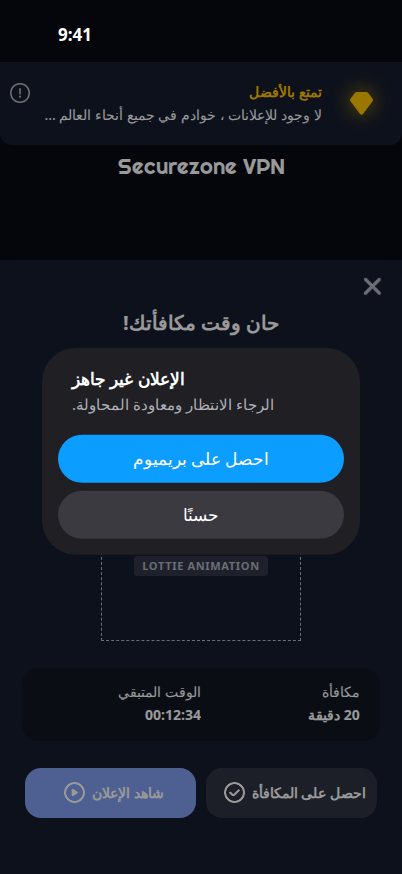 9:41
تمتع بالأفضل
لا وجود للإعلانات ، خوادم في جميع أنحاء العالم ...
Securezone VPN
حان وقت مكافأتك!
الإعلان غير جاهز
الرجاء الانتظار ومعاودة المحاولة.
احصل على بريميوم
حسنًا
LOTTIE ANIMATION
مكافأة
20 دقيقة
الوقت المتبقي
00:12:34
احصل على المكافأة
شاهد الإعلان